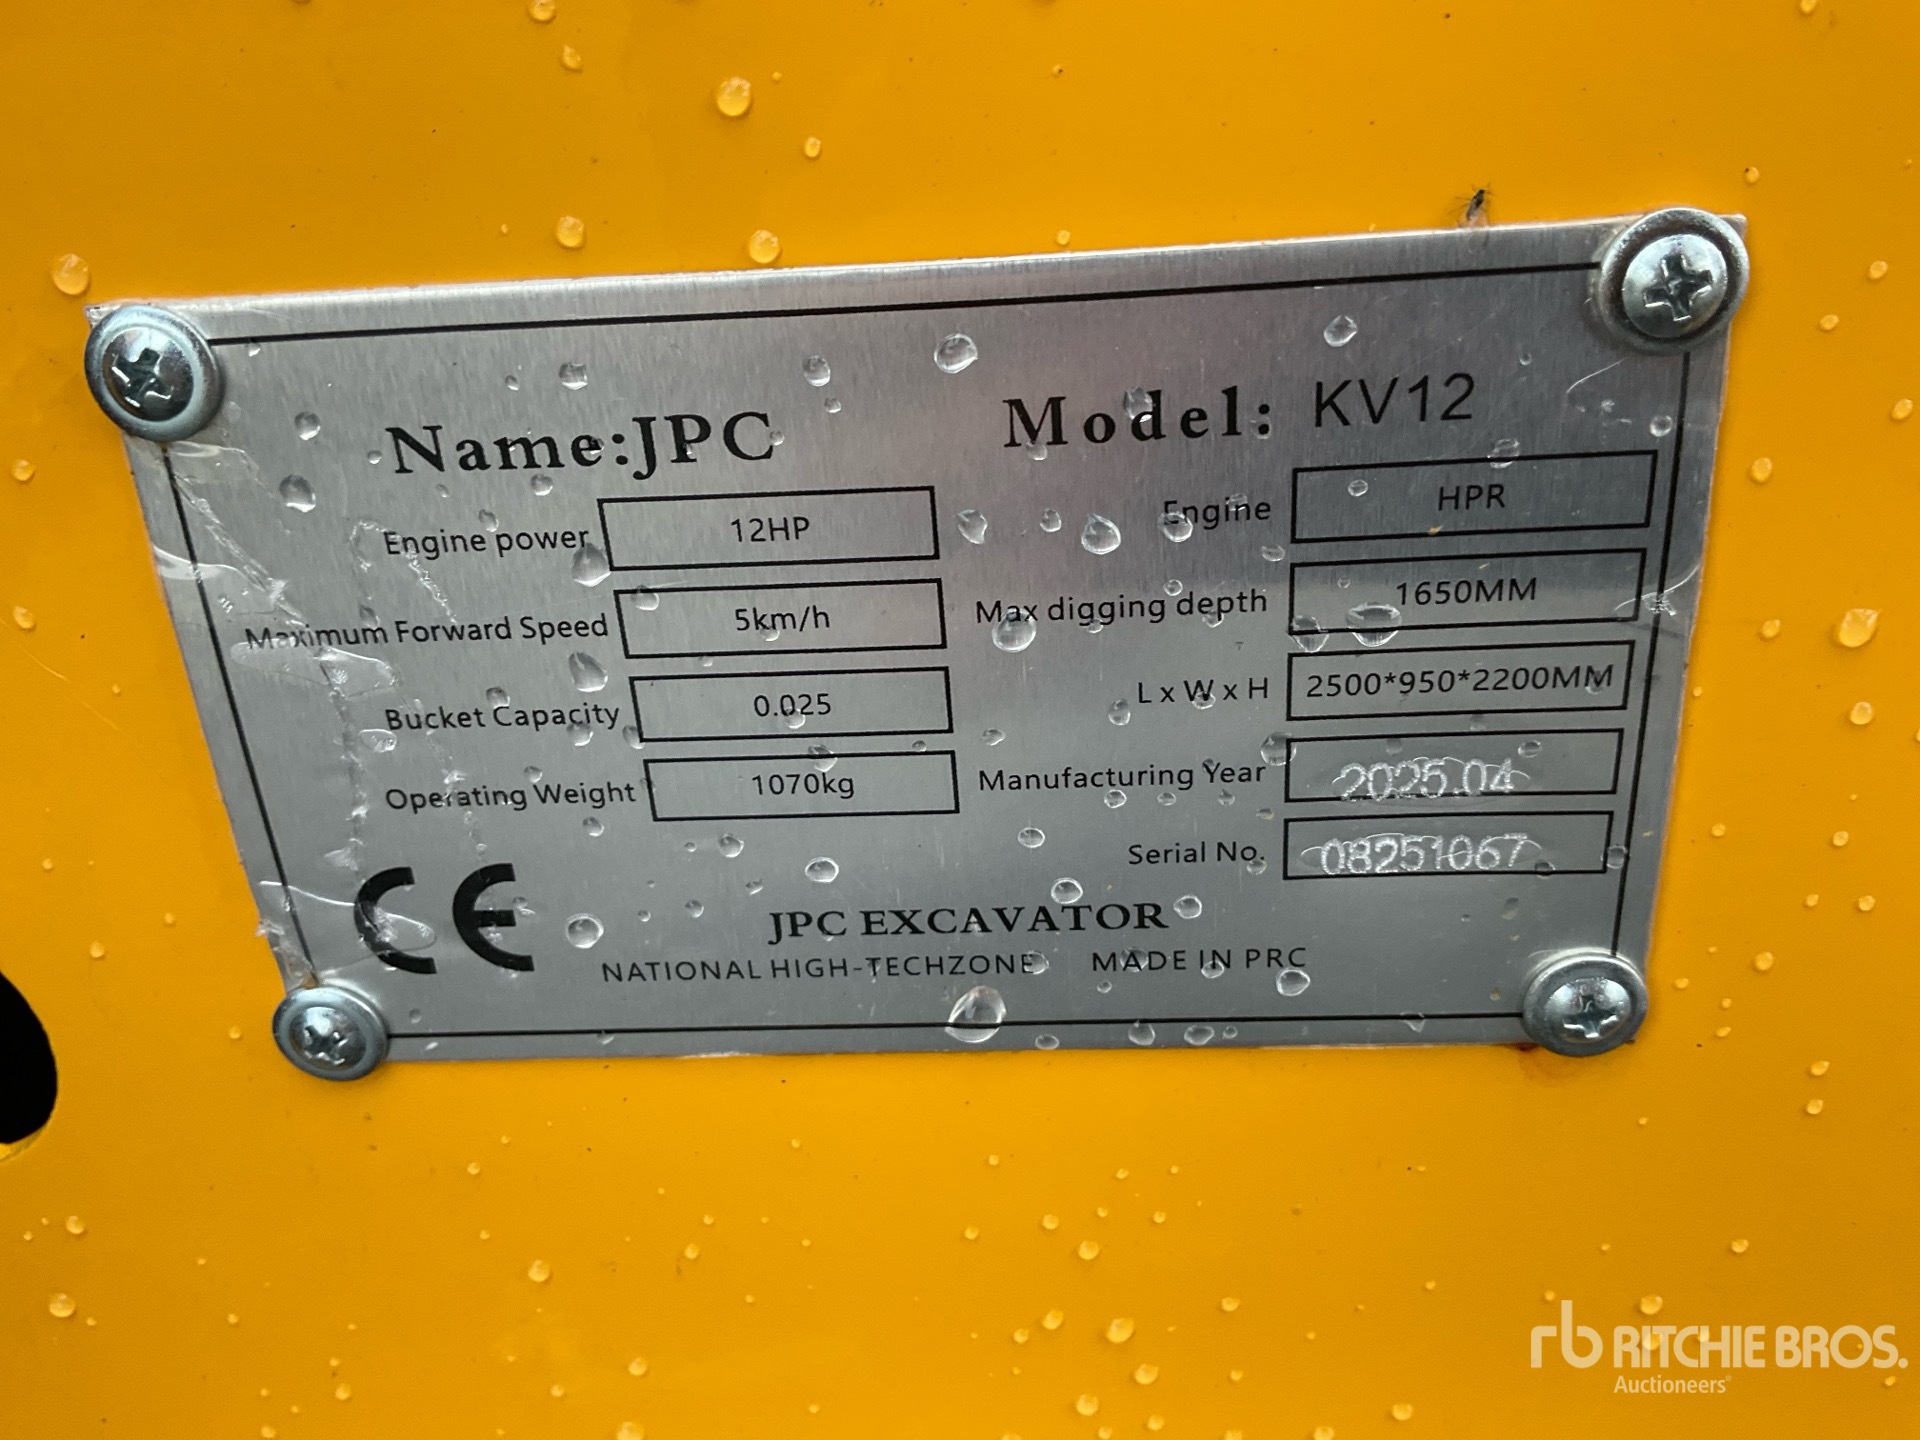 Name:JPC Model: KV12
Engine power 12HP Engine HPR
Maximum Forward Speed 5km/h Max digging depth 1650MM
Bucket Capacity 0.025 L x W x H 2500*950*2200MM
Operating Weight 1070kg Manufacturing Year 2025.04
Serial No. 08251067
CE
JPC EXCAVATOR
NATIONAL HIGH-TECHZONE MADE IN PRC
rb RITCHIE BROS.
Auctioneers